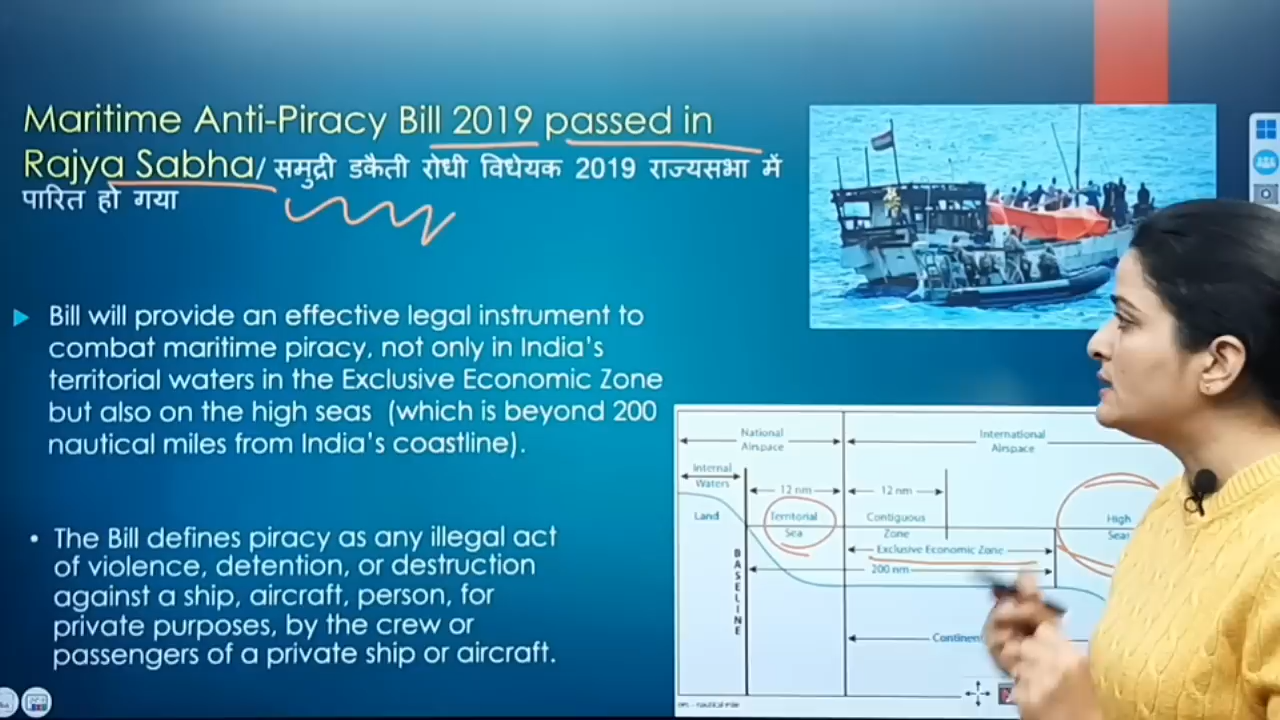 Maritime Anti-Piracy Bill 2019 passed in
Rajya Sabha/ समुद्री डकैती रोधी विधेयक 2019 राज्यसभा में
पारित हो गया
Bill will provide an effective legal instrument to
combat maritime piracy, not only in India's
territorial waters in the Exclusive Economic Zone
but also on the high seas (which is beyond 200
nautical miles from India's coastline).
• The Bill defines piracy as any illegal act
of violence, detention, or destruction
against a ship, aircraft, person, for
private purposes, by the crew or
passengers of a private ship or aircraft.
National
Airspace
International
Airspace
Internal
Waters
12 nm
12 nm
Land
Territorial
Sea
Contiguous
Zone
High
Seas
Exclusive Economic Zone
200 nm
BASELINE
nm - nautical mile